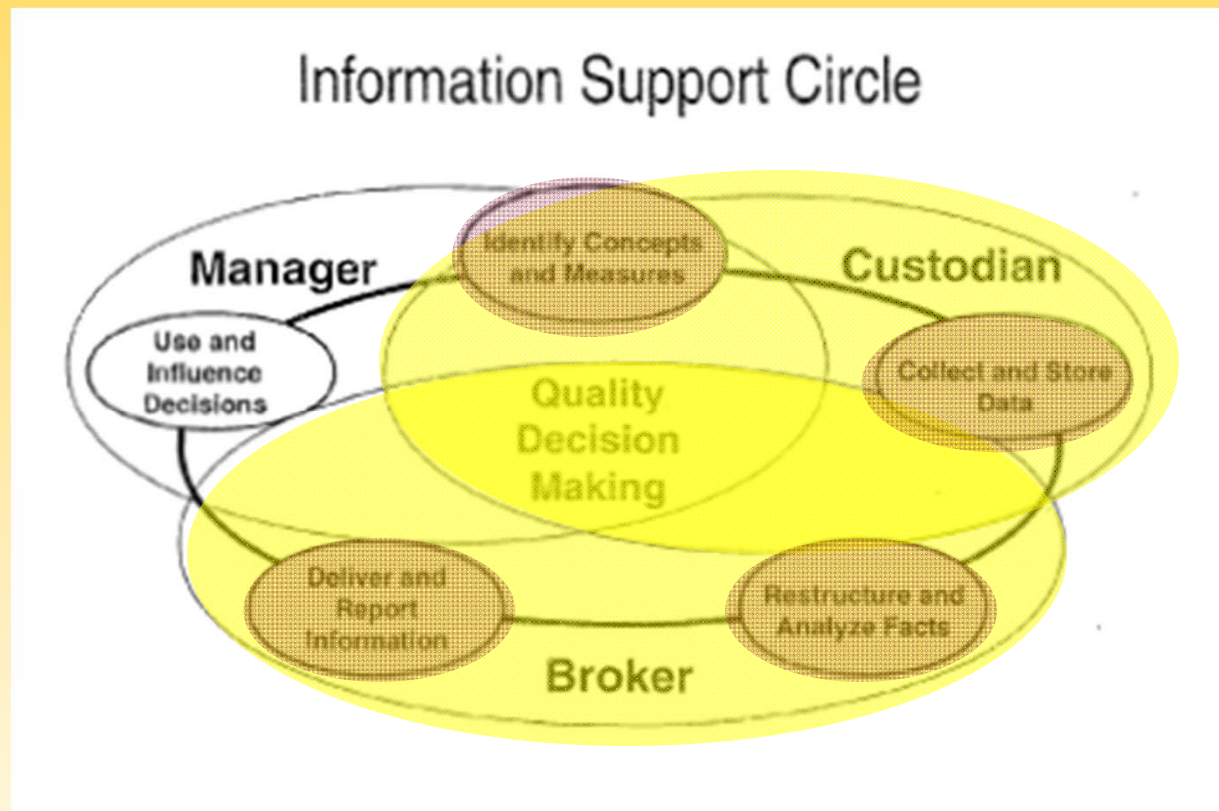 Information Support Circle
Identify Concepts
and Measures
Manager
Custodian
Use and
Influence
Decisions
Collect and Store
Data
Quality
Decision
Making
Deliver and
Report
Information
Restructure and
Analyze Facts
Broker